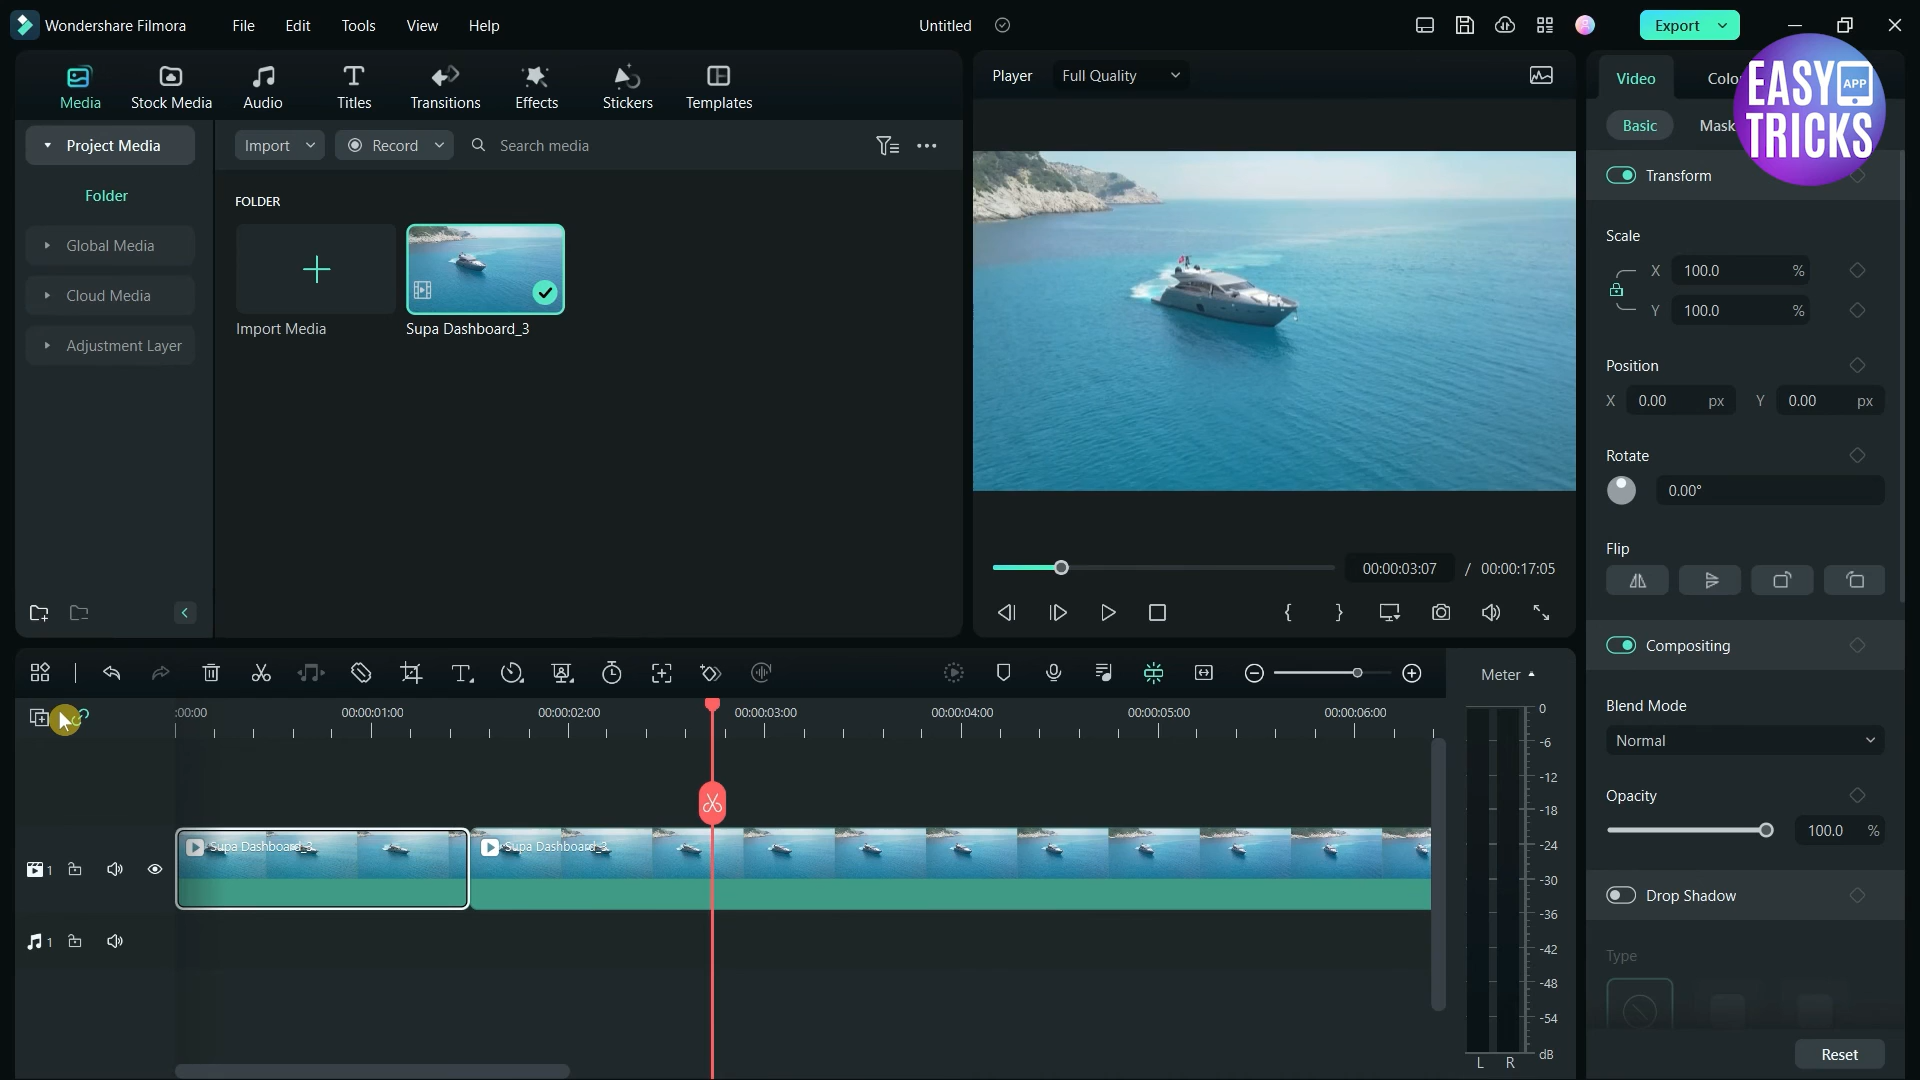 Wondershare Filmora
File
Edit
Tools
View
Help
Untitled
Export
Media
Stock Media
Audio
Titles
Transitions
Effects
Stickers
Templates
Player
Full Quality
Video
EASY APP
TRICKS
Project Media
Import
Record
Search media
Basic
Mask
Folder
FOLDER
Transform
Global Media
Cloud Media
Adjustment Layer
Import Media
Supa Dashboard_3
Scale
X
100.0
%
Y
100.0
%
Position
X
0.00
px
Y
0.00
px
Rotate
0.00°
Flip
00:00:03:07
/
00:00:17:05
Compositing
Meter
:00:00
00:00:01:00
00:00:02:00
00:00:03:00
00:00:04:00
00:00:05:00
00:00:06:00
Blend Mode
Normal
Opacity
100.0
%
Supa Dashboard_3
Supa Dashboard_3
1
1
0
-6
-12
-18
-24
-30
-36
-42
-48
-54
dB
L
R
Drop Shadow
Type
Reset